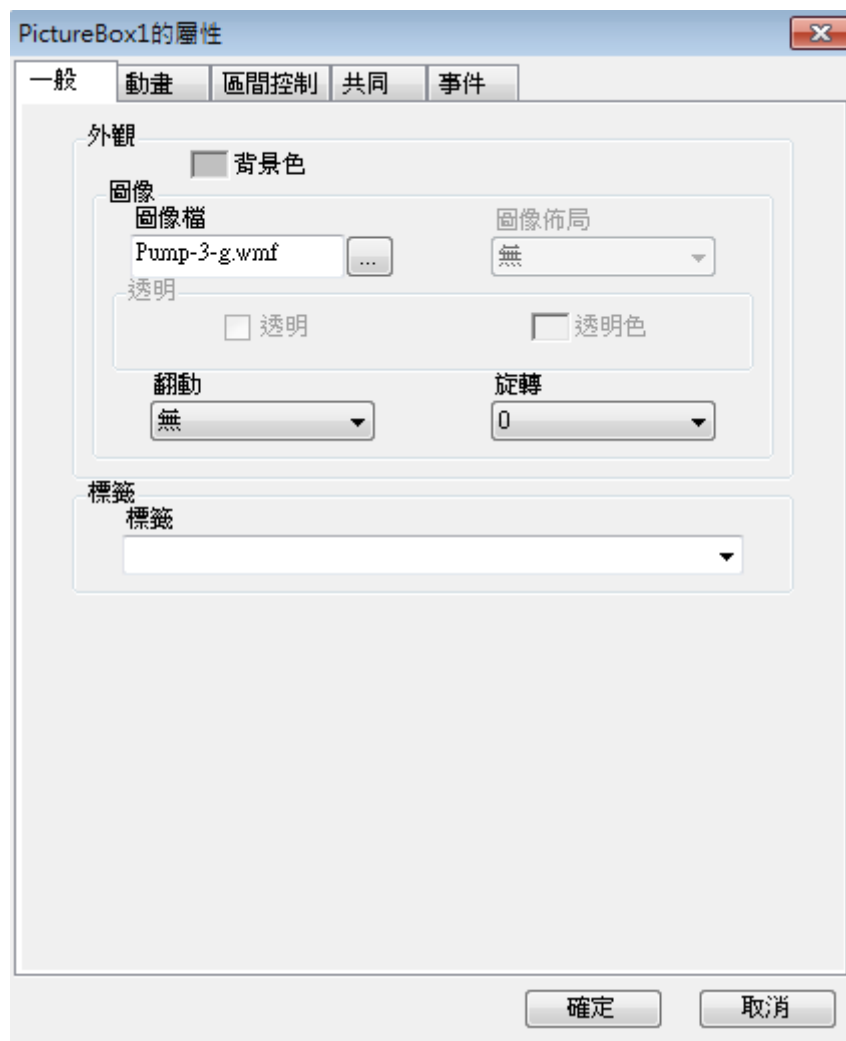 PictureBox1的屬性
一般 動畫 區間控制 共同 事件
外觀
背景色
圖像
圖像檔 圖像佈局
Pump-3-g.wmf ... 無
透明
透明 透明色
翻動 旋轉
無 0
標籤
標籤
確定 取消